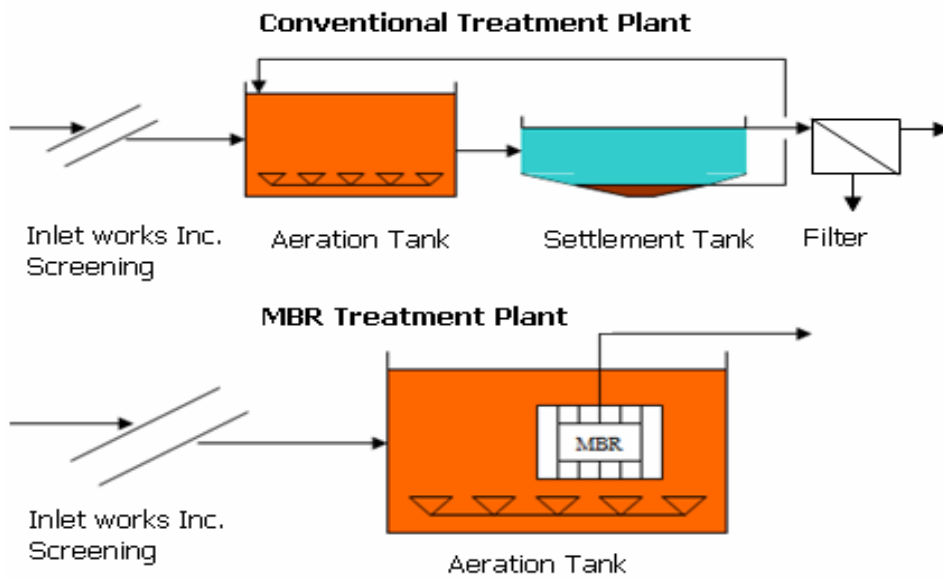 Conventional Treatment Plant
Inlet works Inc.
Screening
Aeration Tank
Settlement Tank
Filter
MBR Treatment Plant
MBR
Inlet works Inc.
Screening
Aeration Tank